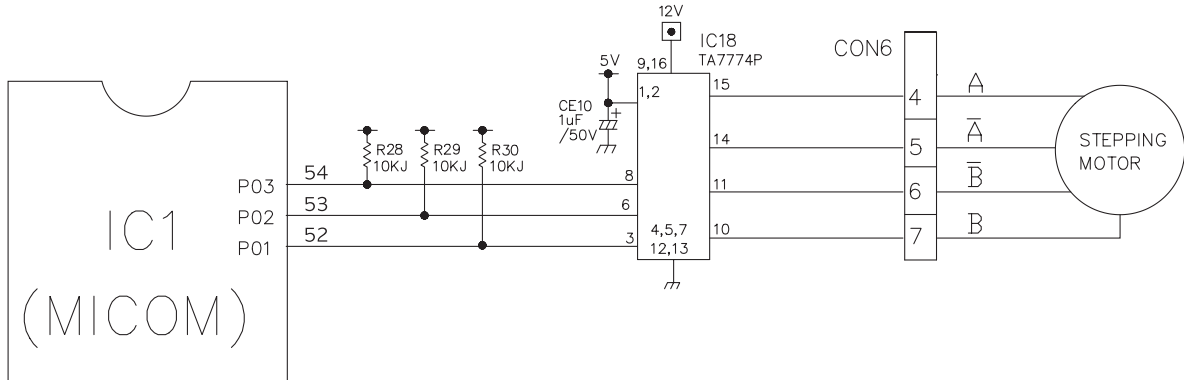 12V
IC18
TA7774P
CON6
5V
9,16
1,2
15
CE10
1uF
/50V
+
4
A
R28
10KJ
R29
10KJ
R30
10KJ
14
5
A̅
STEPPING
MOTOR
P03
54
8
11
6
B̅
P02
53
6
IC1
P01
52
3
4,5,7
12,13
10
7
B
(MICOM)